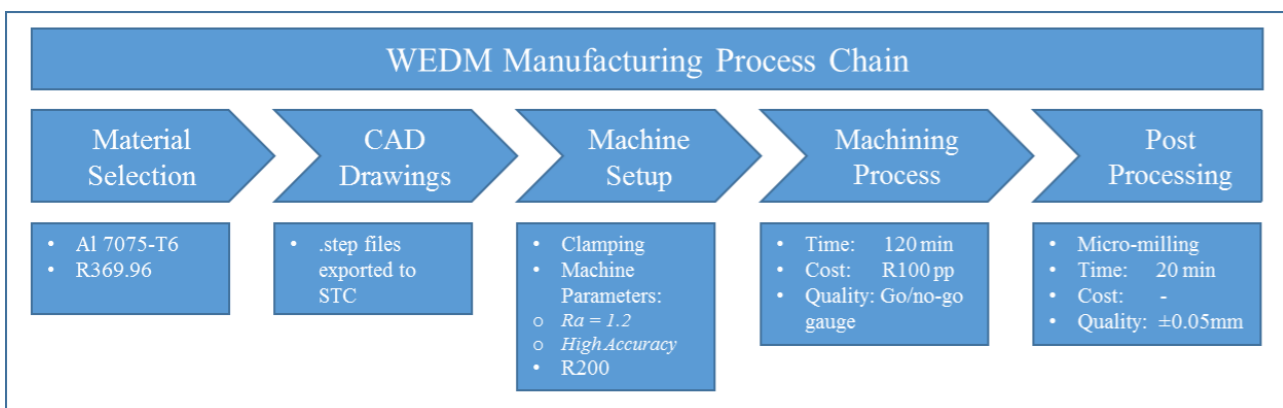 WEDM Manufacturing Process Chain
Material
Selection
CAD
Drawings
Machine
Setup
Machining
Process
Post
Processing
• Al 7075-T6
• R369.96
• .step files
exported to
STC
• Clamping
• Machine
Parameters:
o Ra = 1.2
o High Accuracy
• R200
• Time: 120 min
• Cost: R100 pp
• Quality: Go/no-go
gauge
• Micro-milling
• Time: 20 min
• Cost: -
• Quality: ±0.05mm